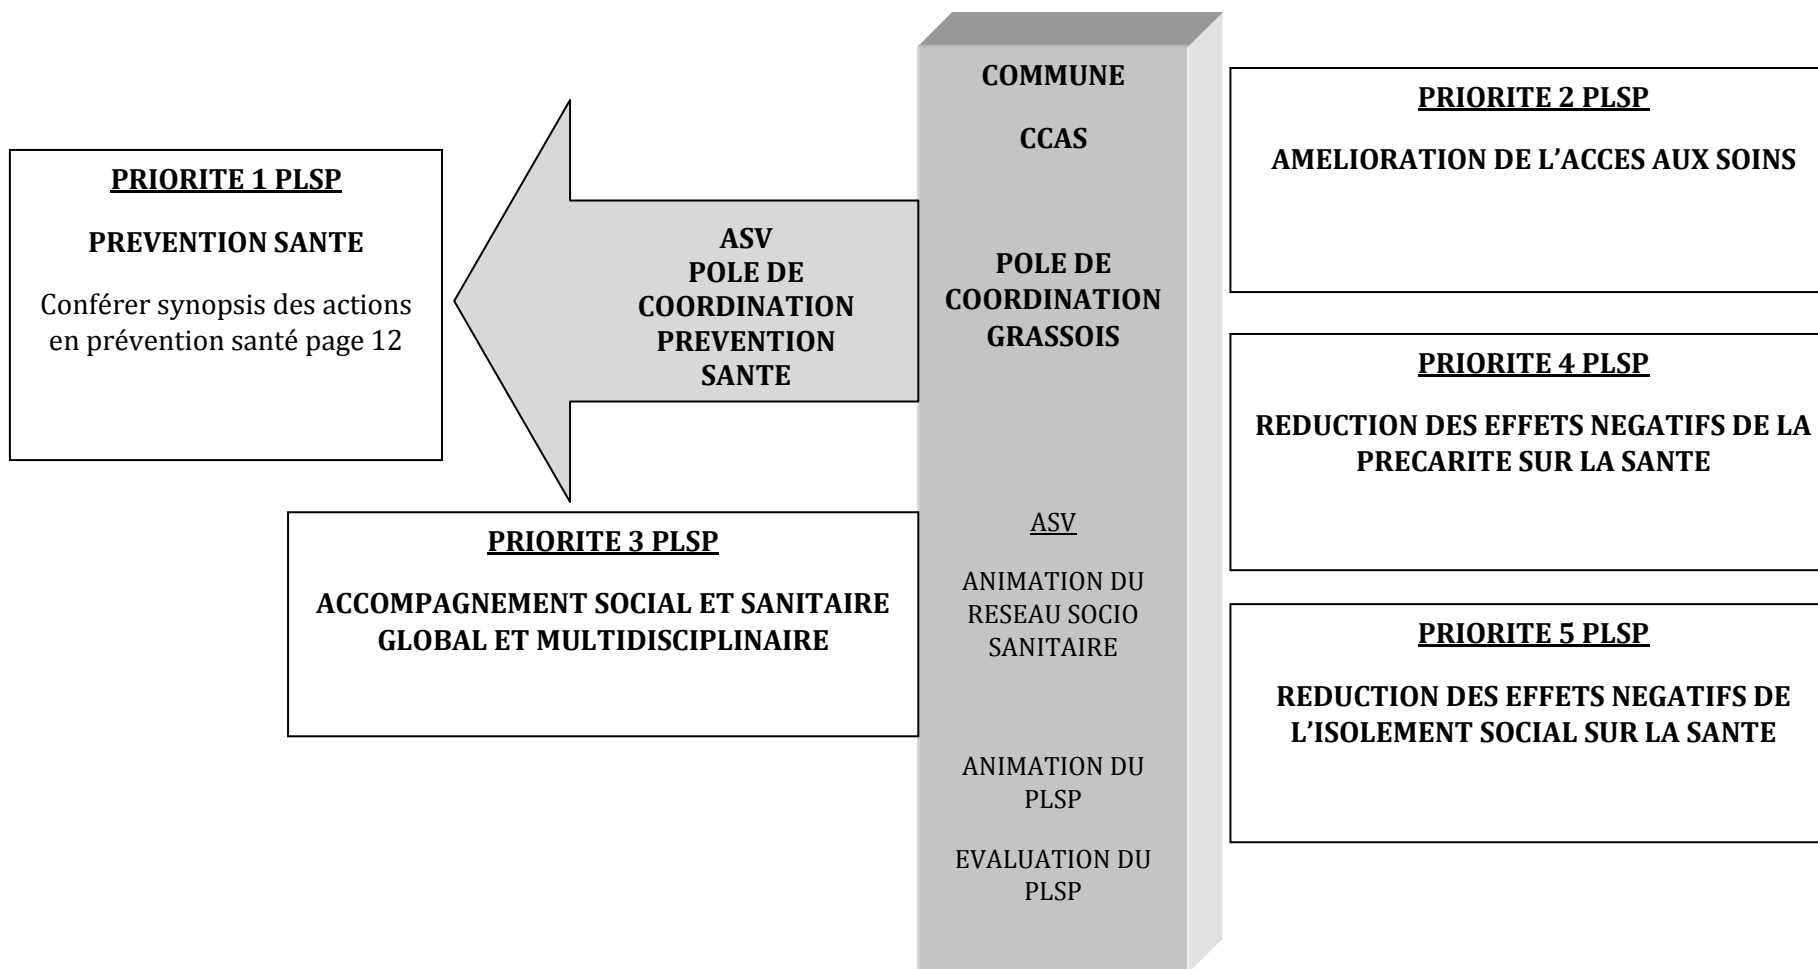 PRIORITE 1 PLSP
PREVENTION SANTE
Conférer synopsis des actions
en prévention santé page 12
ASV
POLE DE
COORDINATION
PREVENTION
SANTE
PRIORITE 3 PLSP
ACCOMPAGNEMENT SOCIAL ET SANITAIRE
GLOBAL ET MULTIDISCIPLINAIRE
COMMUNE
CCAS
POLE DE
COORDINATION
GRASSOIS
ASV
ANIMATION DU
RESEAU SOCIO
SANITAIRE
ANIMATION DU
PLSP
EVALUATION DU
PLSP
PRIORITE 2 PLSP
AMELIORATION DE L’ACCES AUX SOINS
PRIORITE 4 PLSP
REDUCTION DES EFFETS NEGATIFS DE LA
PRECARITE SUR LA SANTE
PRIORITE 5 PLSP
REDUCTION DES EFFETS NEGATIFS DE
L’ISOLEMENT SOCIAL SUR LA SANTE